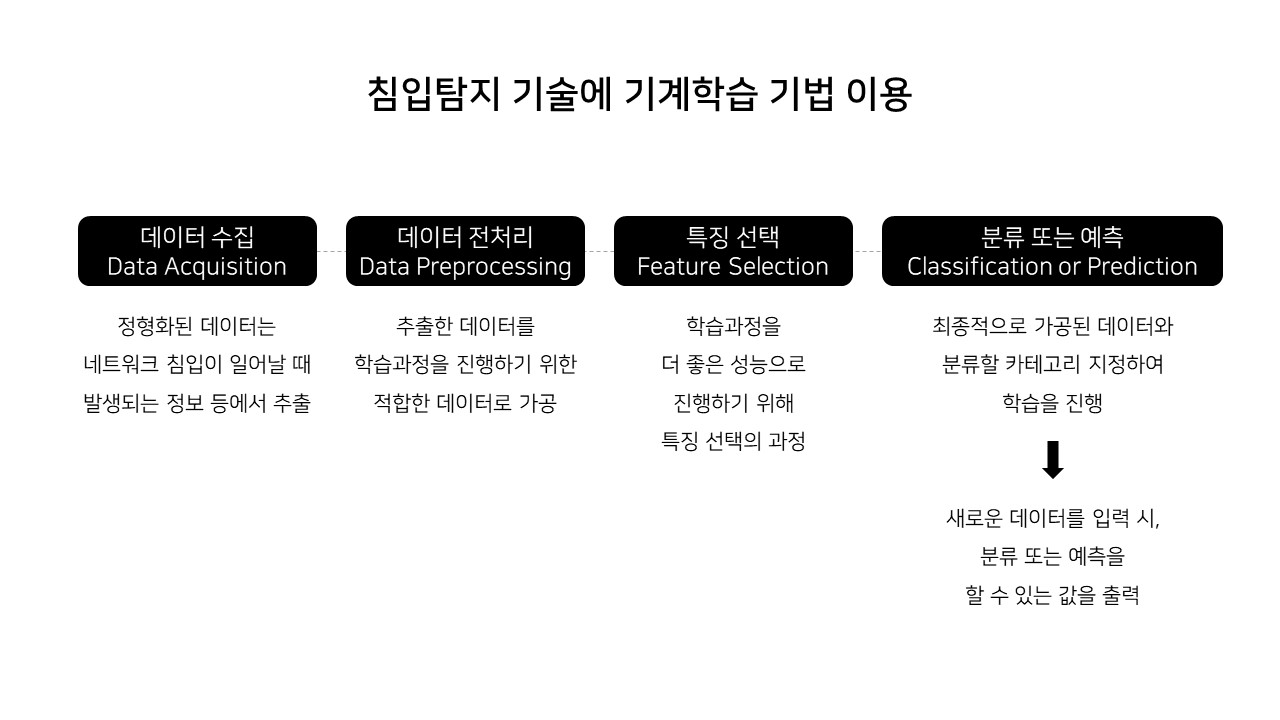 침입탐지 기술에 기계학습 기법 이용
데이터 수집
Data Acquisition
정형화된 데이터는
네트워크 침입이 일어날 때
발생되는 정보 등에서 추출
데이터 전처리
Data Preprocessing
추출한 데이터를
학습과정을 진행하기 위한
적합한 데이터로 가공
특징 선택
Feature Selection
학습과정을
더 좋은 성능으로
진행하기 위해
특징 선택의 과정
분류 또는 예측
Classification or Prediction
최종적으로 가공된 데이터와
분류할 카테고리 지정하여
학습을 진행
새로운 데이터를 입력 시,
분류 또는 예측을
할 수 있는 값을 출력